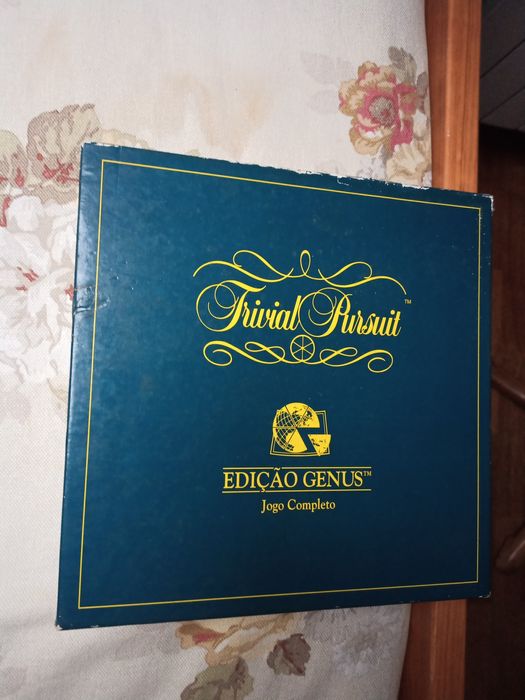 Trivial Pursuit™
EDIÇÃO GENUS™
Jogo Completo